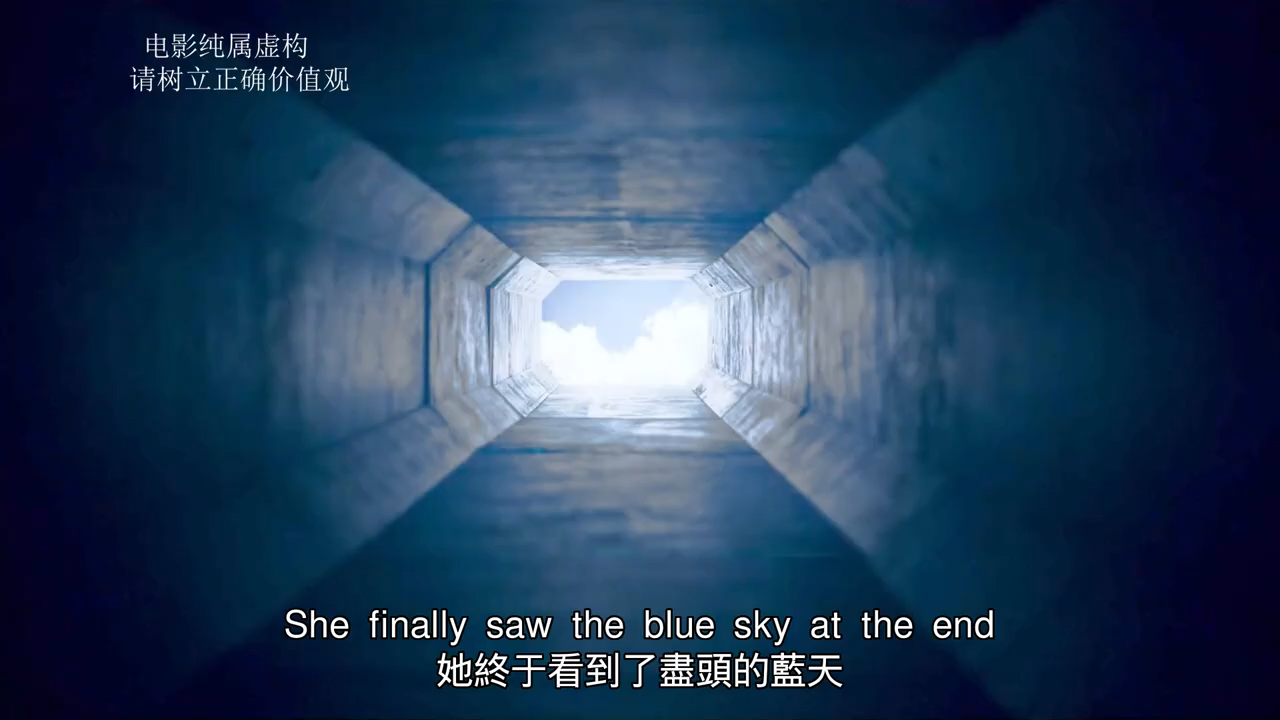 电影纯属虚构
请树立正确价值观
She finally saw the blue sky at the end
她終于看到了盡頭的藍天